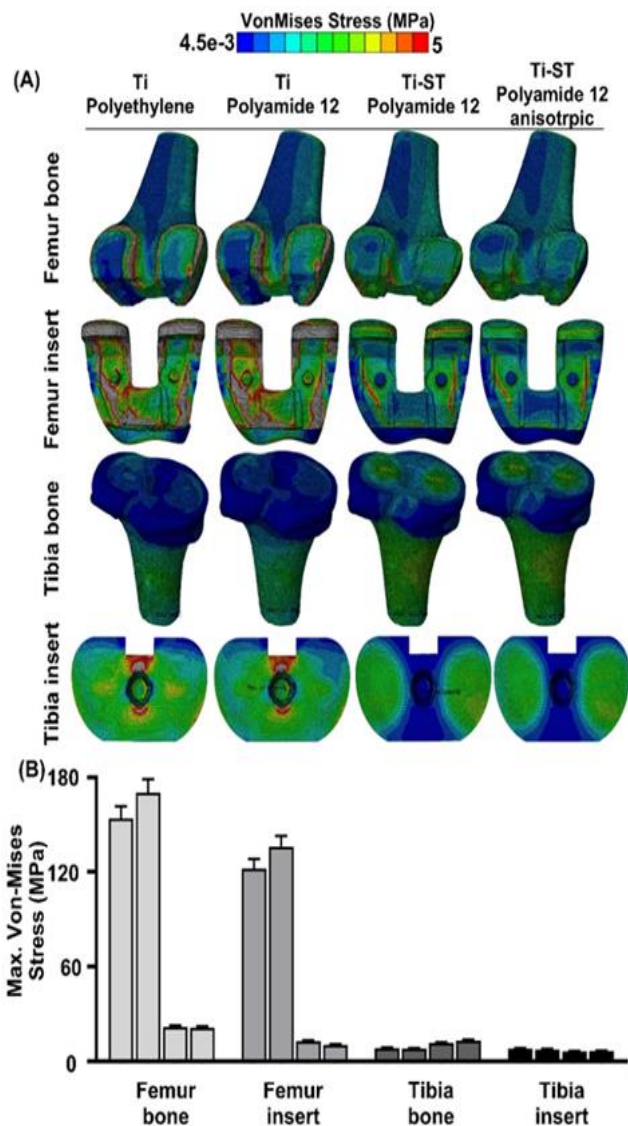 VonMises Stress (MPa)
4.5e-3 5
(A)
Ti Polyethylene
Ti Polyamide 12
Ti-ST Polyamide 12
Ti-ST Polyamide 12 anisotrpic
Femur bone
Femur insert
Tibia bone
Tibia insert
(B)
Max. Von-Mises
Stress (MPa)
180
120
60
0
Femur bone
Femur insert
Tibia bone
Tibia insert